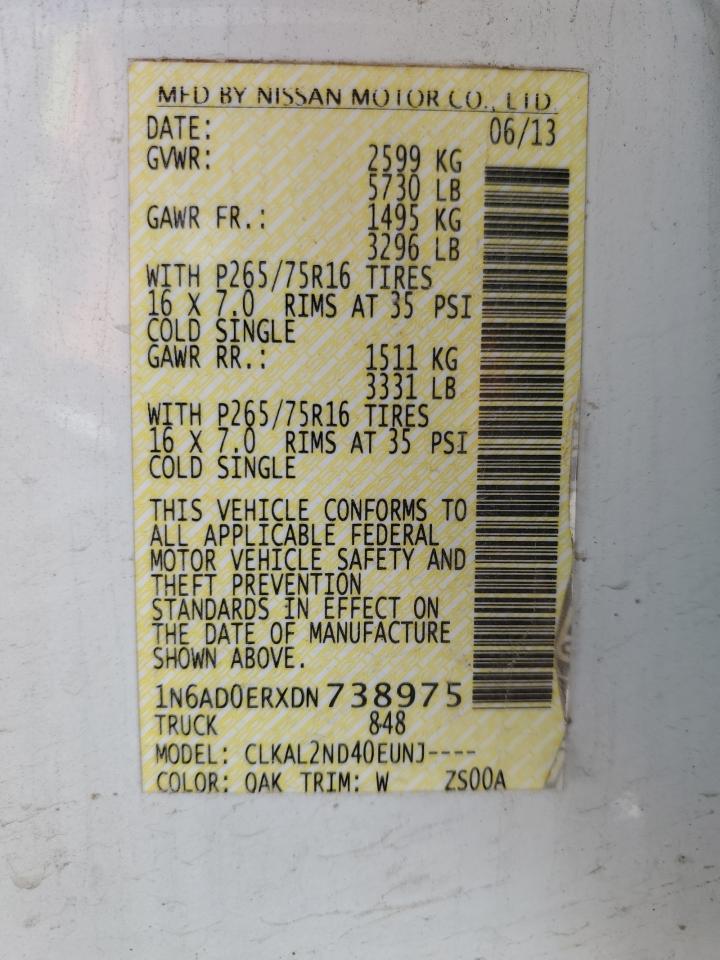 MFD BY NISSAN MOTOR CO., LTD.
DATE: 06/13
GVWR: 2599 KG
5730 LB
GAWR FR.: 1495 KG
3296 LB
WITH P265/75R16 TIRES
16 X 7.0 RIMS AT 35 PSI
COLD SINGLE
GAWR RR.: 1511 KG
3331 LB
WITH P265/75R16 TIRES
16 X 7.0 RIMS AT 35 PSI
COLD SINGLE
THIS VEHICLE CONFORMS TO
ALL APPLICABLE FEDERAL
MOTOR VEHICLE SAFETY AND
THEFT PREVENTION
STANDARDS IN EFFECT ON
THE DATE OF MANUFACTURE
SHOWN ABOVE.
1N6AD0ERXDN738975
TRUCK 848
MODEL: CLKAL2ND40EUNJ----
COLOR: QAK TRIM: W ZS00A